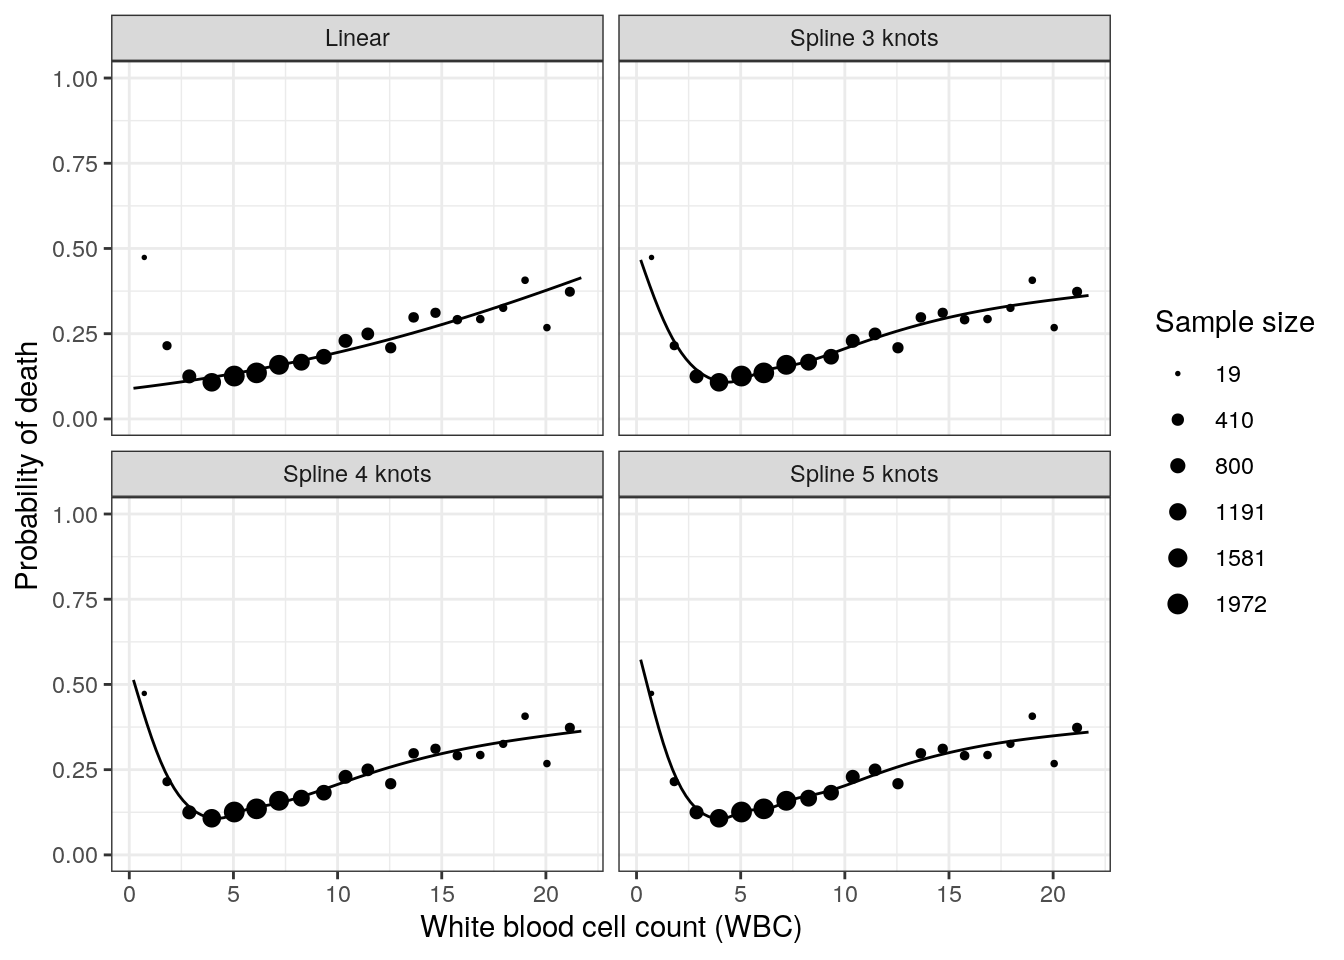 Linear
Spline 3 knots
1.00
0.75
0.50
0.25
0.00
Spline 4 knots
Spline 5 knots
1.00
0.75
0.50
0.25
0.00
0 5 10 15 20
0 5 10 15 20
White blood cell count (WBC)
Probability of death
Sample size
19
410
800
1191
1581
1972